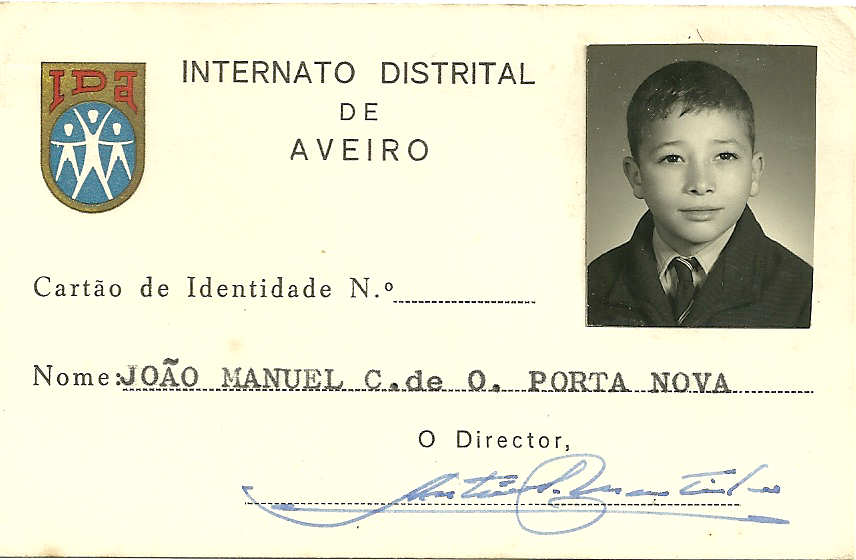 IDA
INTERNATO DISTRITAL
DE
AVEIRO
Cartão de Identidade N.º
Nome: JOÃO MANUEL C. de O. PORTA NOVA
O Director,